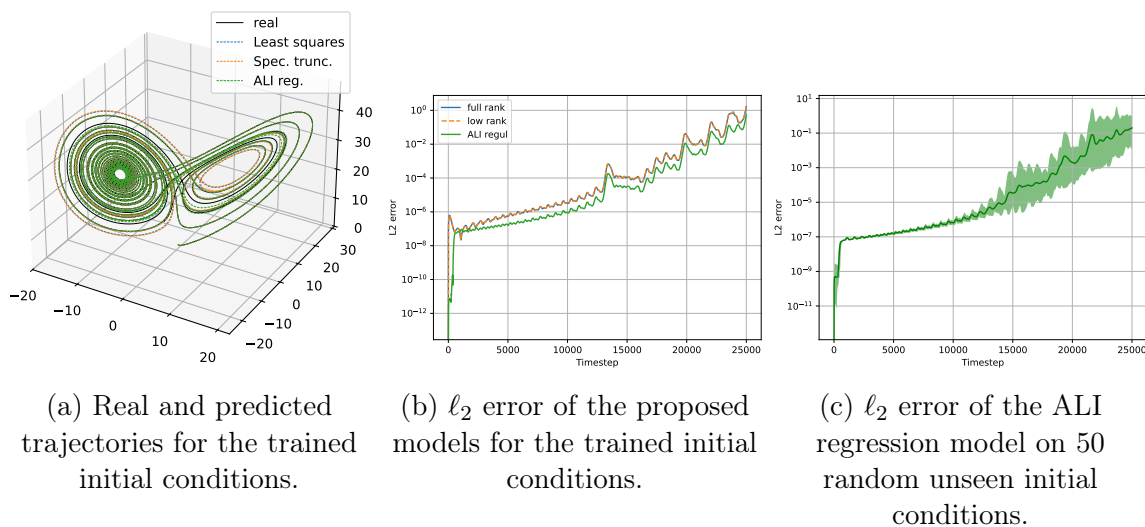 real
Least squares
Spec. trunc.
ALI reg.
40
30
20
10
0
30
20
10
0
−10
−20
−20
−10
0
10
20
full rank
low rank
ALI regul
10⁰
10⁻²
10⁻⁴
10⁻⁶
10⁻⁸
10⁻¹⁰
10⁻¹²
L2 error
0 5000 10000 15000 20000 25000
Timestep
10¹
10⁻¹
10⁻³
10⁻⁵
10⁻⁷
10⁻⁹
10⁻¹¹
L2 error
0 5000 10000 15000 20000 25000
Timestep
(a) Real and predicted
trajectories for the trained
initial conditions.
(b) ℓ₂ error of the proposed
models for the trained initial
conditions.
(c) ℓ₂ error of the ALI
regression model on 50
random unseen initial
conditions.